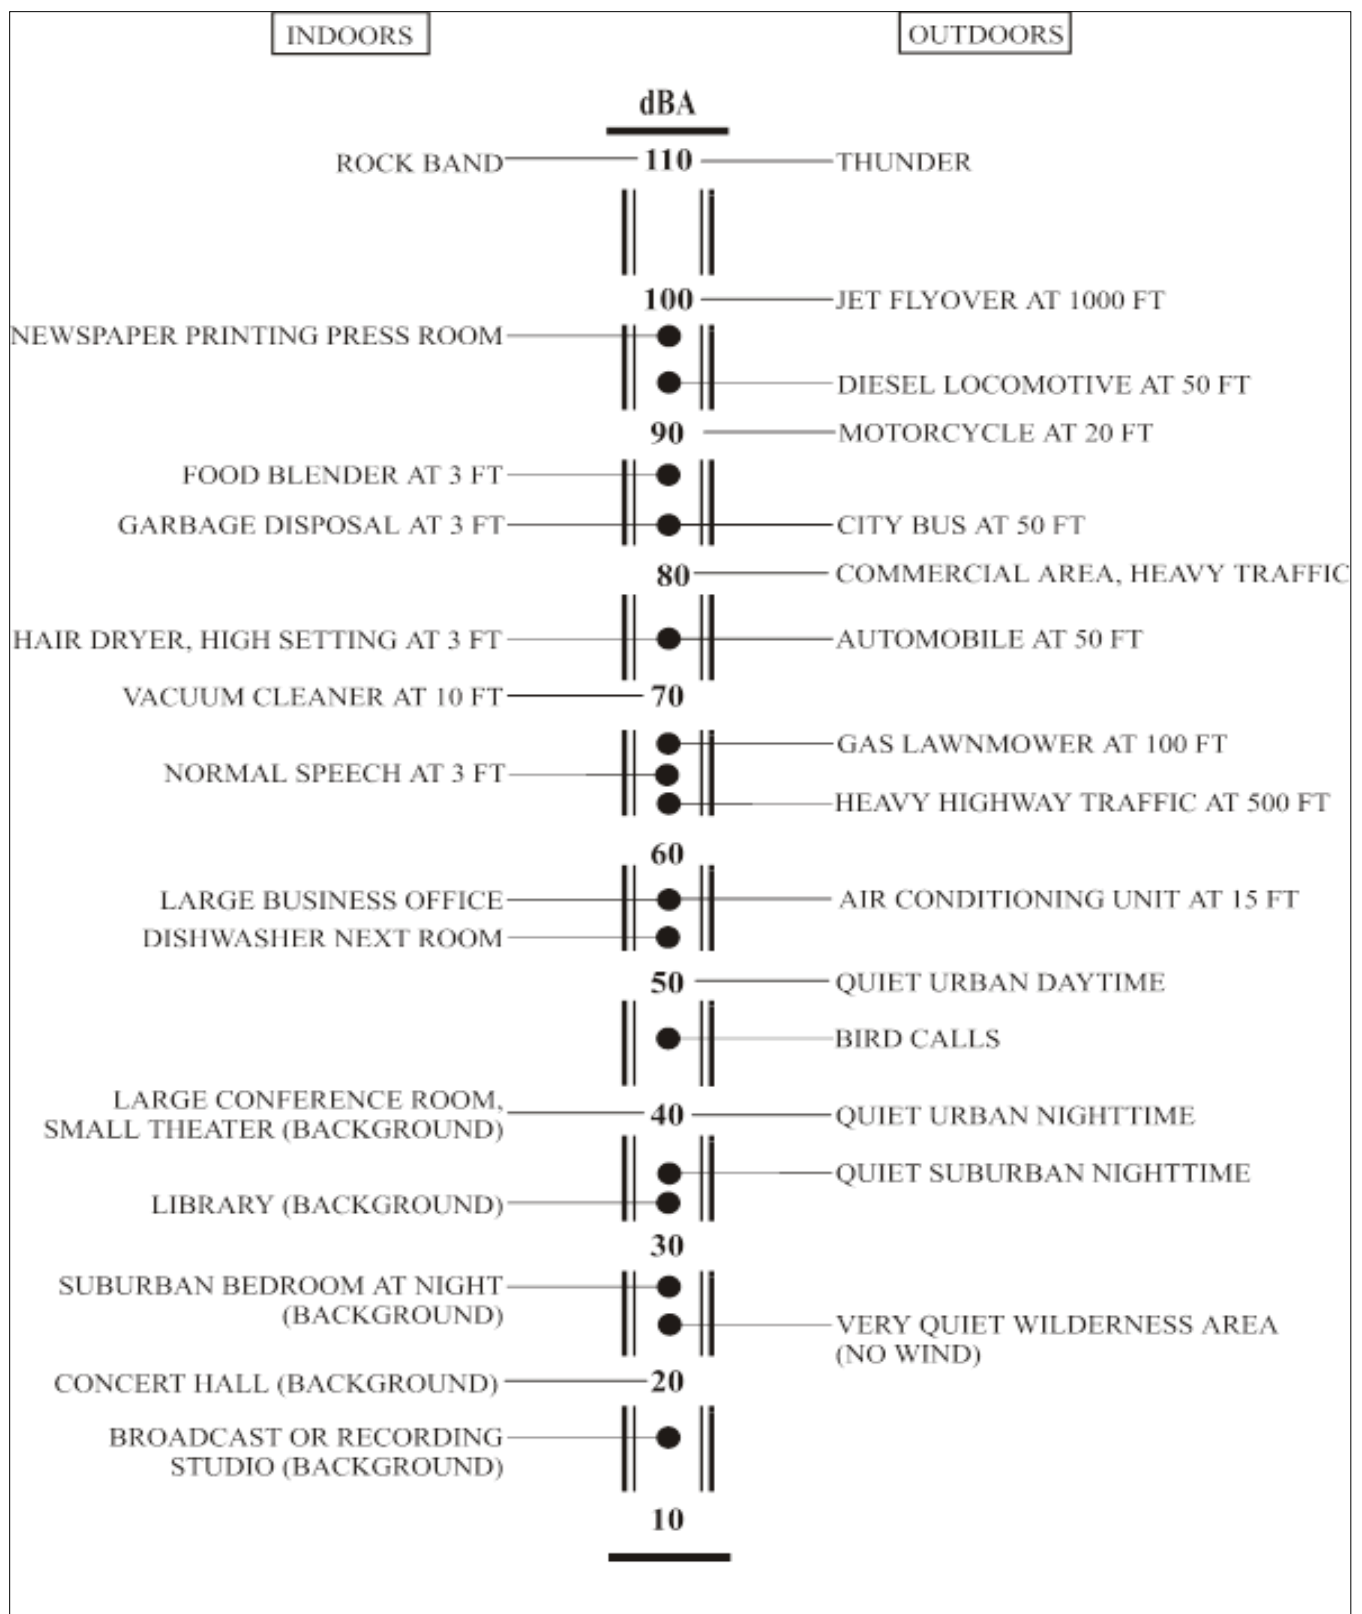 INDOORS
OUTDOORS
dBA
ROCK BAND 110 THUNDER
100 JET FLYOVER AT 1000 FT
NEWSPAPER PRINTING PRESS ROOM
DIESEL LOCOMOTIVE AT 50 FT
90 MOTORCYCLE AT 20 FT
FOOD BLENDER AT 3 FT
GARBAGE DISPOSAL AT 3 FT CITY BUS AT 50 FT
80 COMMERCIAL AREA, HEAVY TRAFFIC
HAIR DRYER, HIGH SETTING AT 3 FT AUTOMOBILE AT 50 FT
VACUUM CLEANER AT 10 FT 70
GAS LAWNMOWER AT 100 FT
NORMAL SPEECH AT 3 FT
HEAVY HIGHWAY TRAFFIC AT 500 FT
60
LARGE BUSINESS OFFICE AIR CONDITIONING UNIT AT 15 FT
DISHWASHER NEXT ROOM
50 QUIET URBAN DAYTIME
BIRD CALLS
LARGE CONFERENCE ROOM,
SMALL THEATER (BACKGROUND)
40 QUIET URBAN NIGHTTIME
QUIET SUBURBAN NIGHTTIME
LIBRARY (BACKGROUND)
30
SUBURBAN BEDROOM AT NIGHT
(BACKGROUND)
VERY QUIET WILDERNESS AREA
(NO WIND)
CONCERT HALL (BACKGROUND) 20
BROADCAST OR RECORDING
STUDIO (BACKGROUND)
10